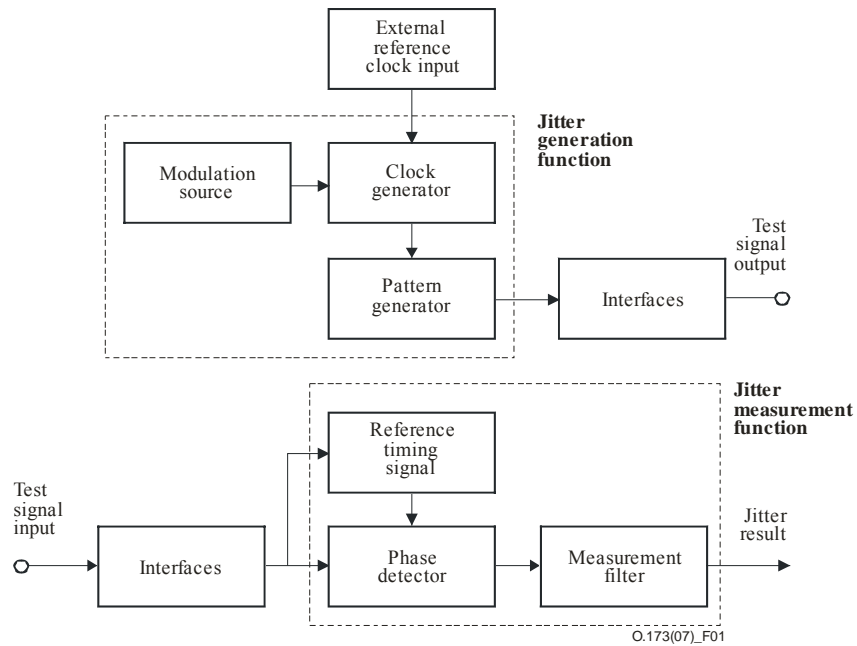 External
reference
clock input
Jitter
generation
function
Modulation
source
Clock
generator
Test
signal
output
Pattern
generator
Interfaces
Jitter
measurement
function
Reference
timing
signal
Test
signal
input
Jitter
result
Interfaces
Phase
detector
Measurement
filter
O.173(07)_F01